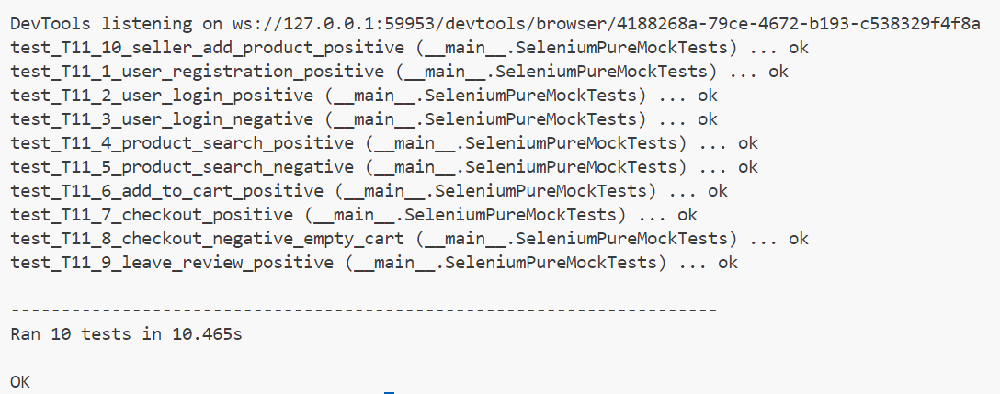 DevTools listening on ws://127.0.0.1:59953/devtools/browser/4188268a-79ce-4672-b193-c538329f4f8a
test_T11_10_seller_add_product_positive (__main__.SeleniumPureMockTests) ... ok
test_T11_1_user_registration_positive (__main__.SeleniumPureMockTests) ... ok
test_T11_2_user_login_positive (__main__.SeleniumPureMockTests) ... ok
test_T11_3_user_login_negative (__main__.SeleniumPureMockTests) ... ok
test_T11_4_product_search_positive (__main__.SeleniumPureMockTests) ... ok
test_T11_5_product_search_negative (__main__.SeleniumPureMockTests) ... ok
test_T11_6_add_to_cart_positive (__main__.SeleniumPureMockTests) ... ok
test_T11_7_checkout_positive (__main__.SeleniumPureMockTests) ... ok
test_T11_8_checkout_negative_empty_cart (__main__.SeleniumPureMockTests) ... ok
test_T11_9_leave_review_positive (__main__.SeleniumPureMockTests) ... ok
----------------------------------------------------------------------
Ran 10 tests in 10.465s
OK